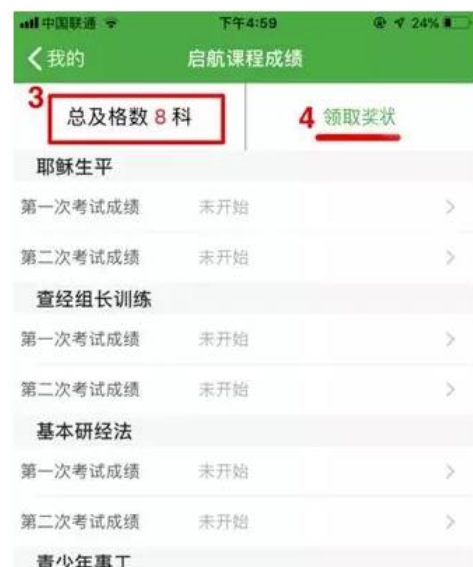 中国联通 下午4:59 24%
我的 启航课程成绩
3 总及格数 8 科 4 领取奖状
耶稣生平
第一次考试成绩 未开始
第二次考试成绩 未开始
查经组长训练
第一次考试成绩 未开始
第二次考试成绩 未开始
基本研经法
第一次考试成绩 未开始
第二次考试成绩 未开始
青少年事工